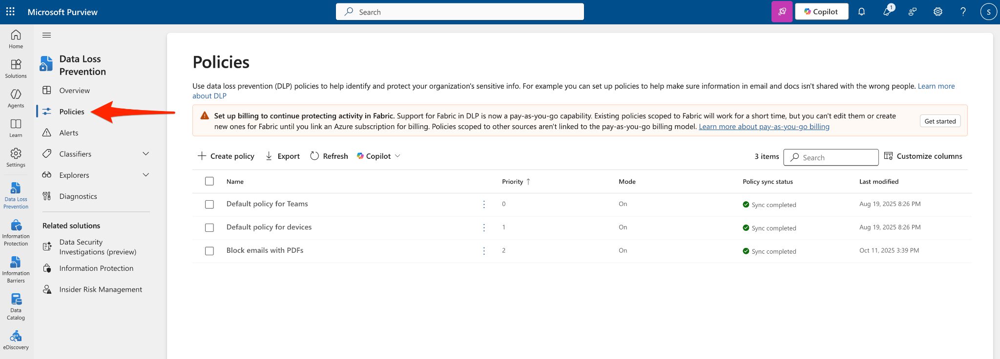 Microsoft Purview
Search
Copilot
1
S
Home
Solutions
Agents
Learn
Settings
Data Loss
Prevention
Information
Protection
Information
Barriers
Data
Catalog
eDiscovery
Data Loss
Prevention
Overview
Policies
Alerts
Classifiers
Explorers
Diagnostics
Related solutions
Data Security
Investigations (preview)
Information Protection
Insider Risk Management
Policies
Use data loss prevention (DLP) policies to help identify and protect your organization's sensitive info. For example you can set up policies to help make sure information in email and docs isn't shared with the wrong people. Learn more
about DLP
Set up billing to continue protecting activity in Fabric. Support for Fabric in DLP is now a pay-as-you-go capability. Existing policies scoped to Fabric will work for a short time, but you can't edit them or create
new ones for Fabric until you link an Azure subscription for billing. Policies scoped to other sources aren't linked to the pay-as-you-go billing model. Learn more about pay-as-you-go billing
Get started
Create policy Export Refresh Copilot 3 items Search Customize columns
Name Priority Mode Policy sync status Last modified
Default policy for Teams 0 On Sync completed Aug 19, 2025 8:26 PM
Default policy for devices 1 On Sync completed Aug 19, 2025 8:26 PM
Block emails with PDFs 2 On Sync completed Oct 11, 2025 3:39 PM